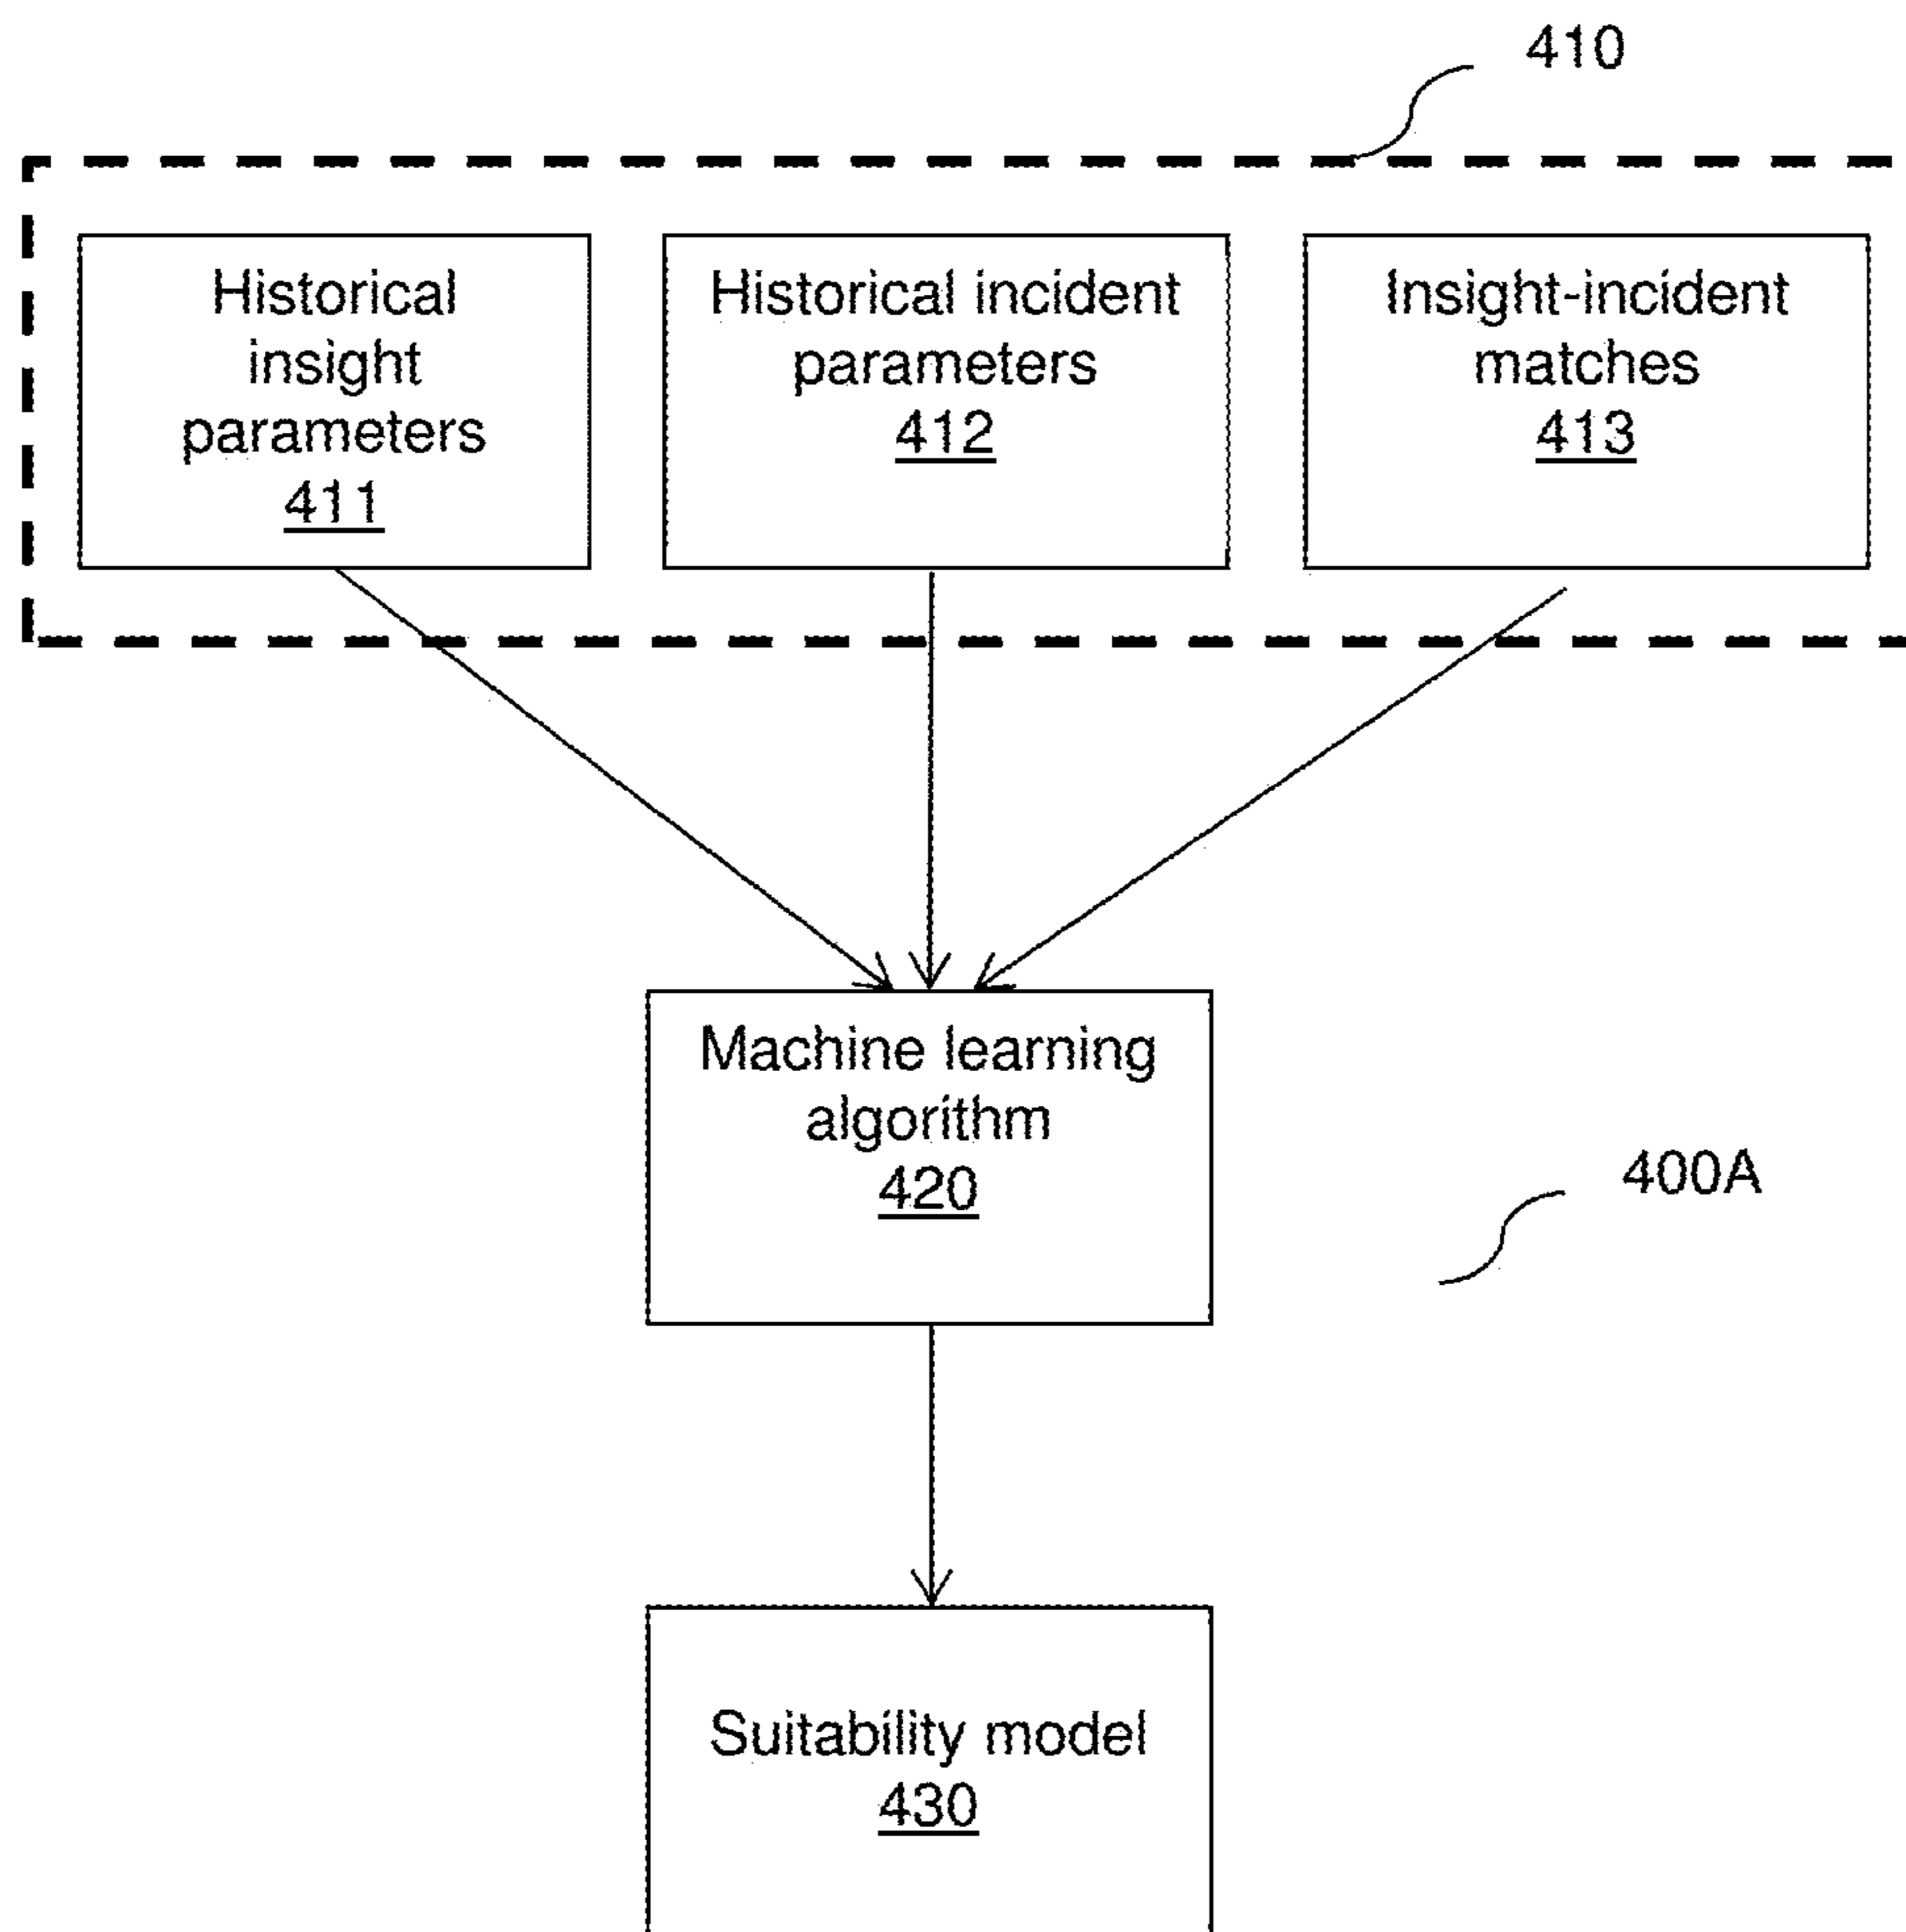 410
Historical
insight
parameters
411
Historical incident
parameters
412
Insight-incident
matches
413
Machine learning
algorithm
420
400A
Suitability model
430